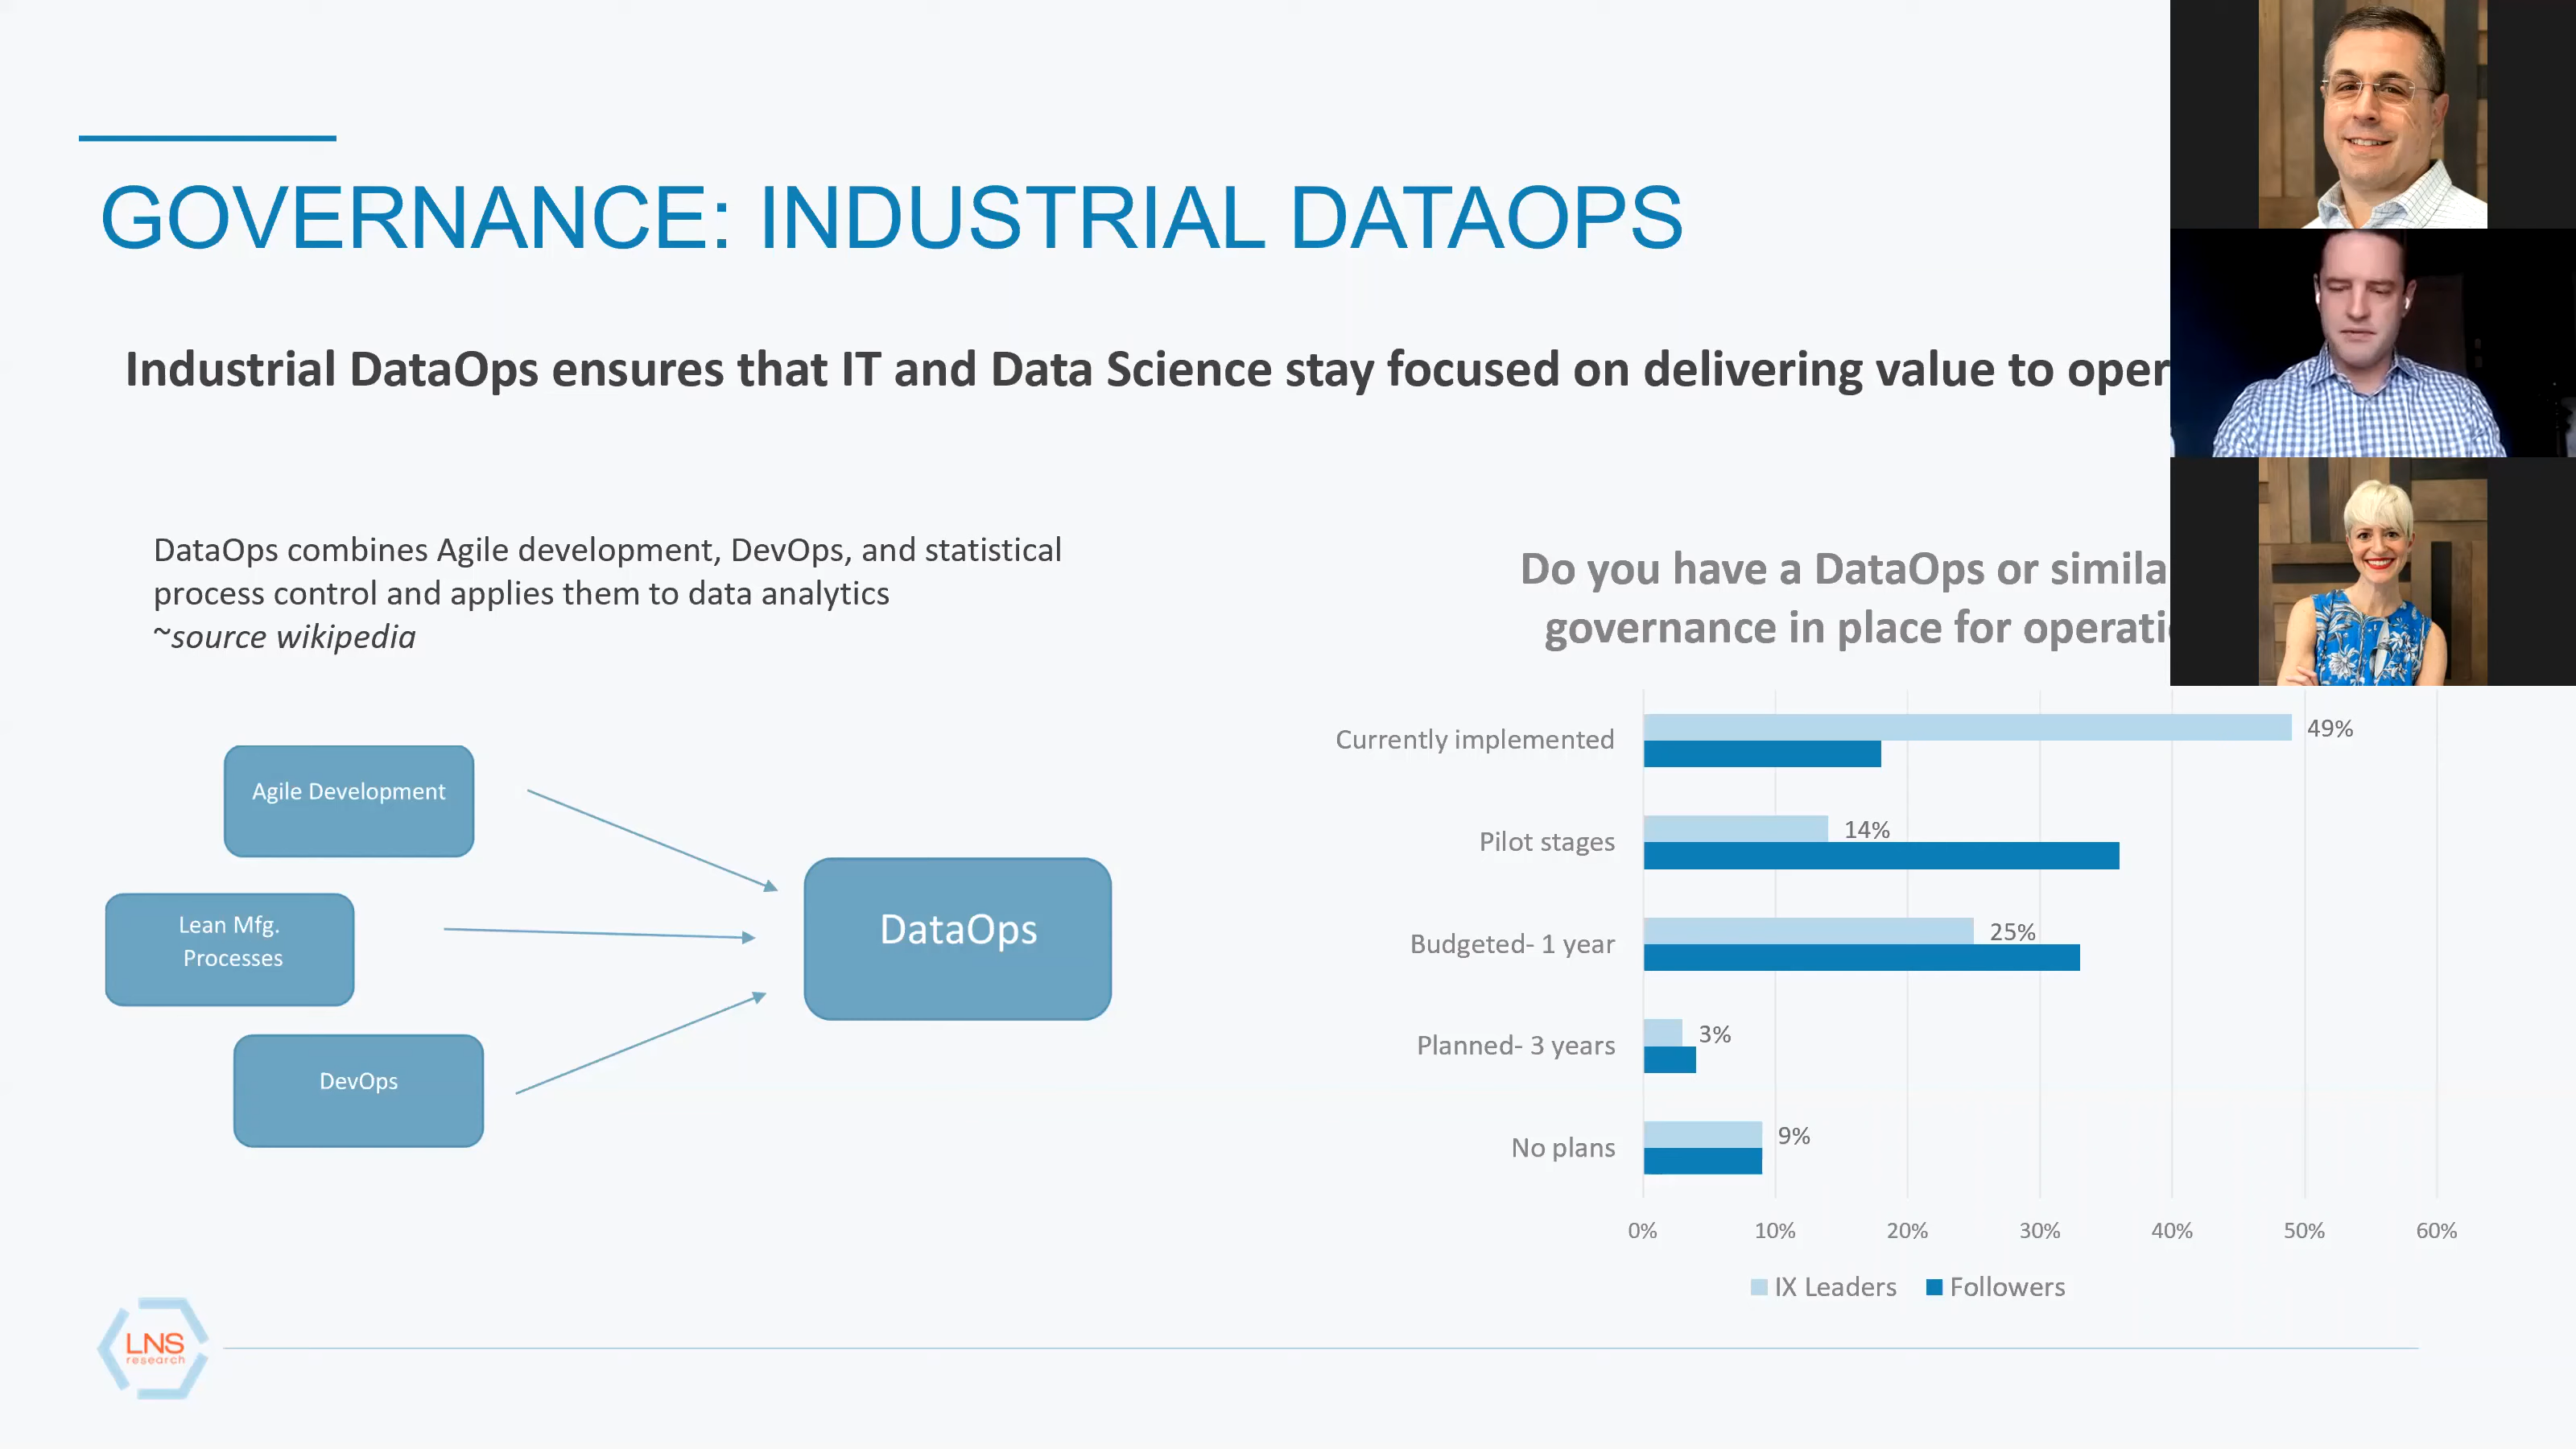 GOVERNANCE: INDUSTRIAL DATAOPS
Industrial DataOps ensures that IT and Data Science stay focused on delivering value to oper
DataOps combines Agile development, DevOps, and statistical
process control and applies them to data analytics
~source wikipedia
Agile Development
Lean Mfg.
Processes
DevOps
DataOps
Do you have a DataOps or simila
governance in place for operati
Currently implemented
49%
Pilot stages
14%
Budgeted- 1 year
25%
Planned- 3 years
3%
No plans
9%
0% 10% 20% 30% 40% 50% 60%
IX Leaders Followers
LNS
research